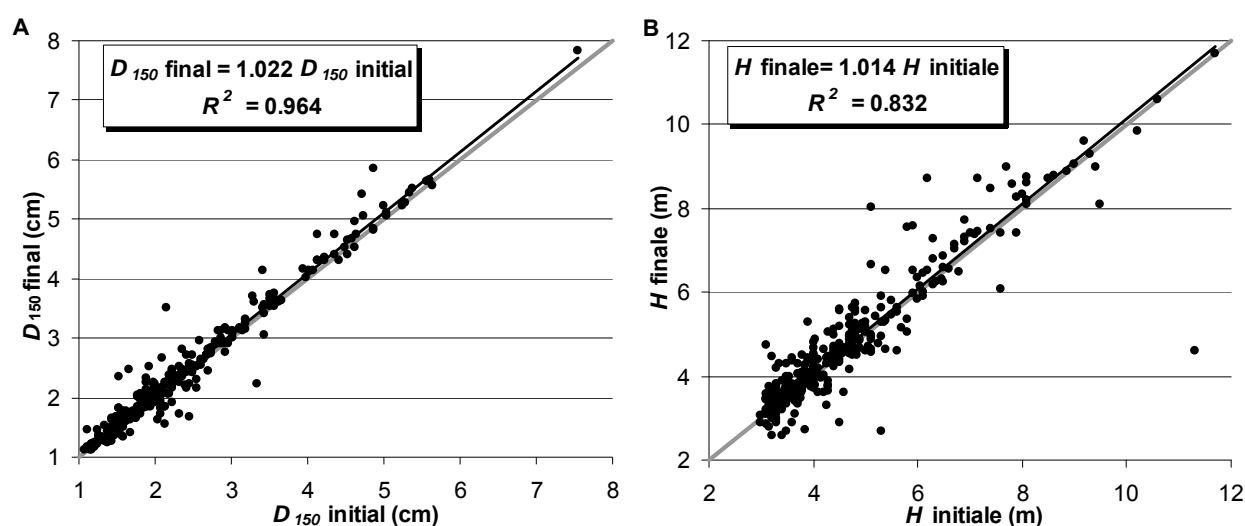 A
8
7
6
5
4
3
2
1
D150 final (cm)
D 150 final = 1.022 D 150 initial
R 2 = 0.964
1 2 3 4 5 6 7 8
D 150 initial (cm)
B
12
10
8
6
4
2
H finale (m)
H finale= 1.014 H initiale
R 2 = 0.832
2 4 6 8 10 12
H initiale (m)